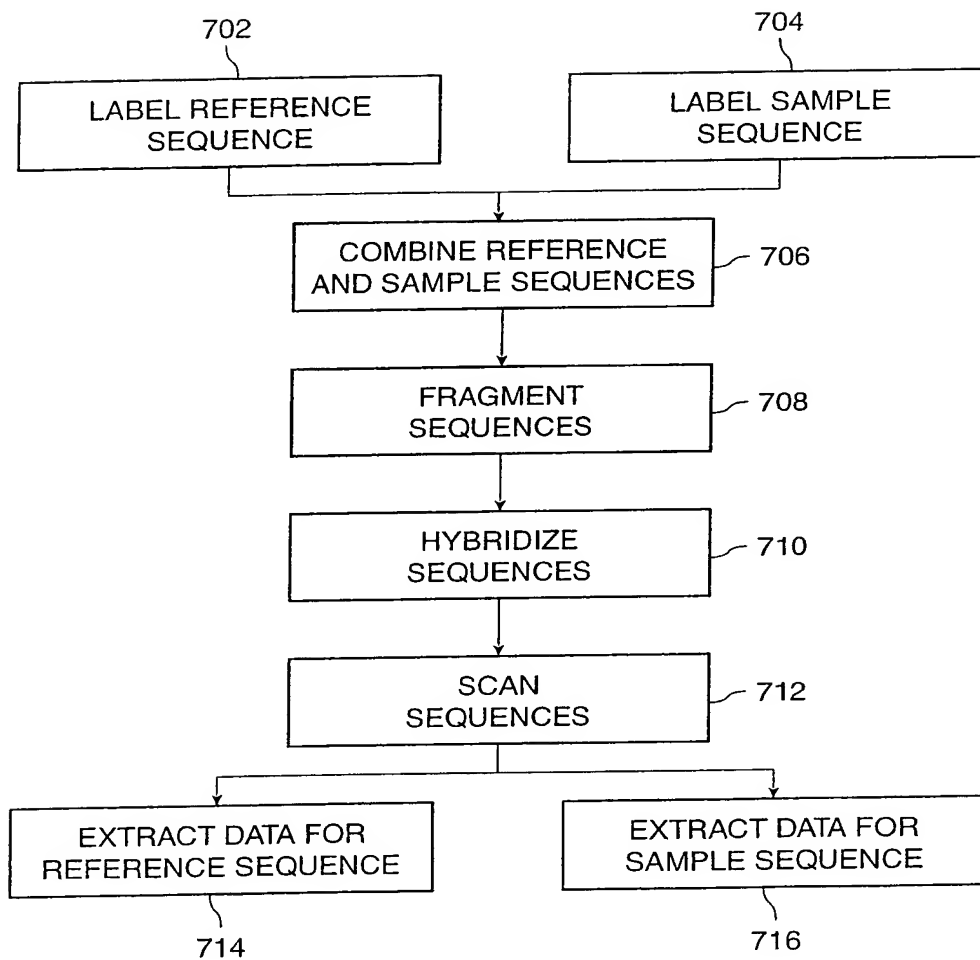 702
704
LABEL REFERENCE
SEQUENCE
LABEL SAMPLE
SEQUENCE
COMBINE REFERENCE
AND SAMPLE SEQUENCES
706
FRAGMENT
SEQUENCES
708
HYBRIDIZE
SEQUENCES
710
SCAN
SEQUENCES
712
EXTRACT DATA FOR
REFERENCE SEQUENCE
EXTRACT DATA FOR
SAMPLE SEQUENCE
714
716